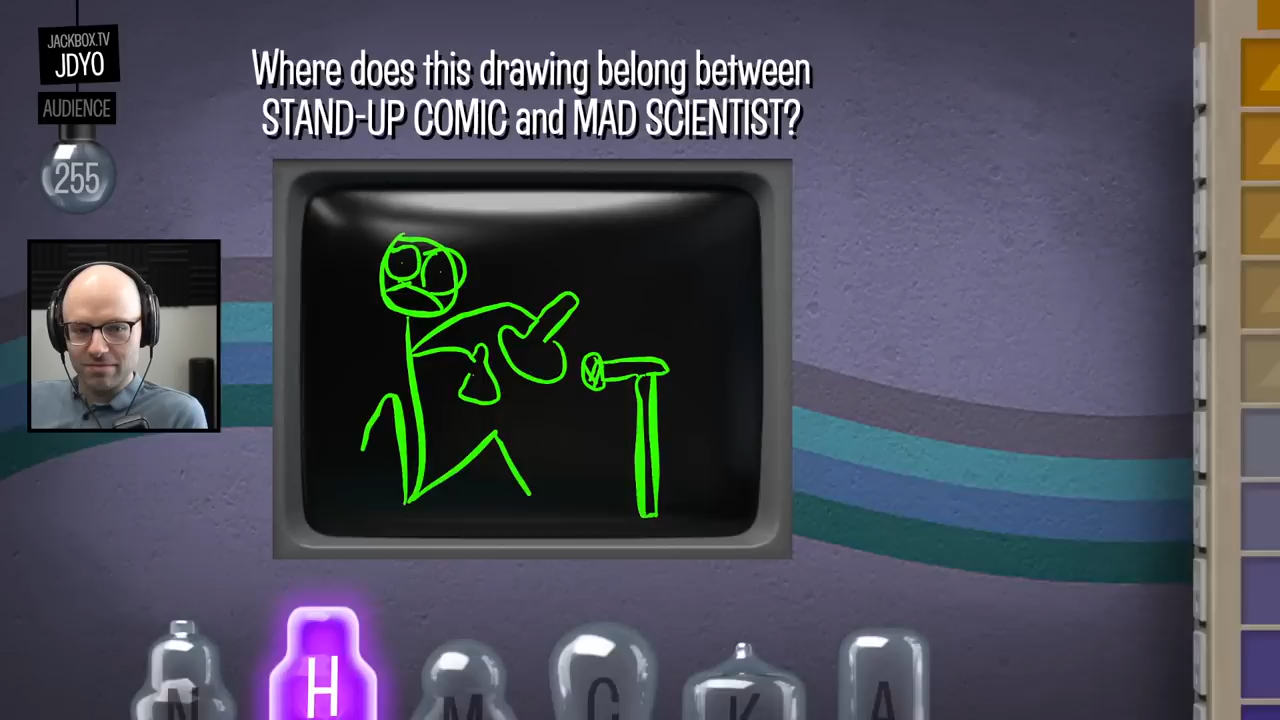 JACKBOX.TV
JDYO
AUDIENCE
255
Where does this drawing belong between
STAND-UP COMIC and MAD SCIENTIST?
N H M C K A